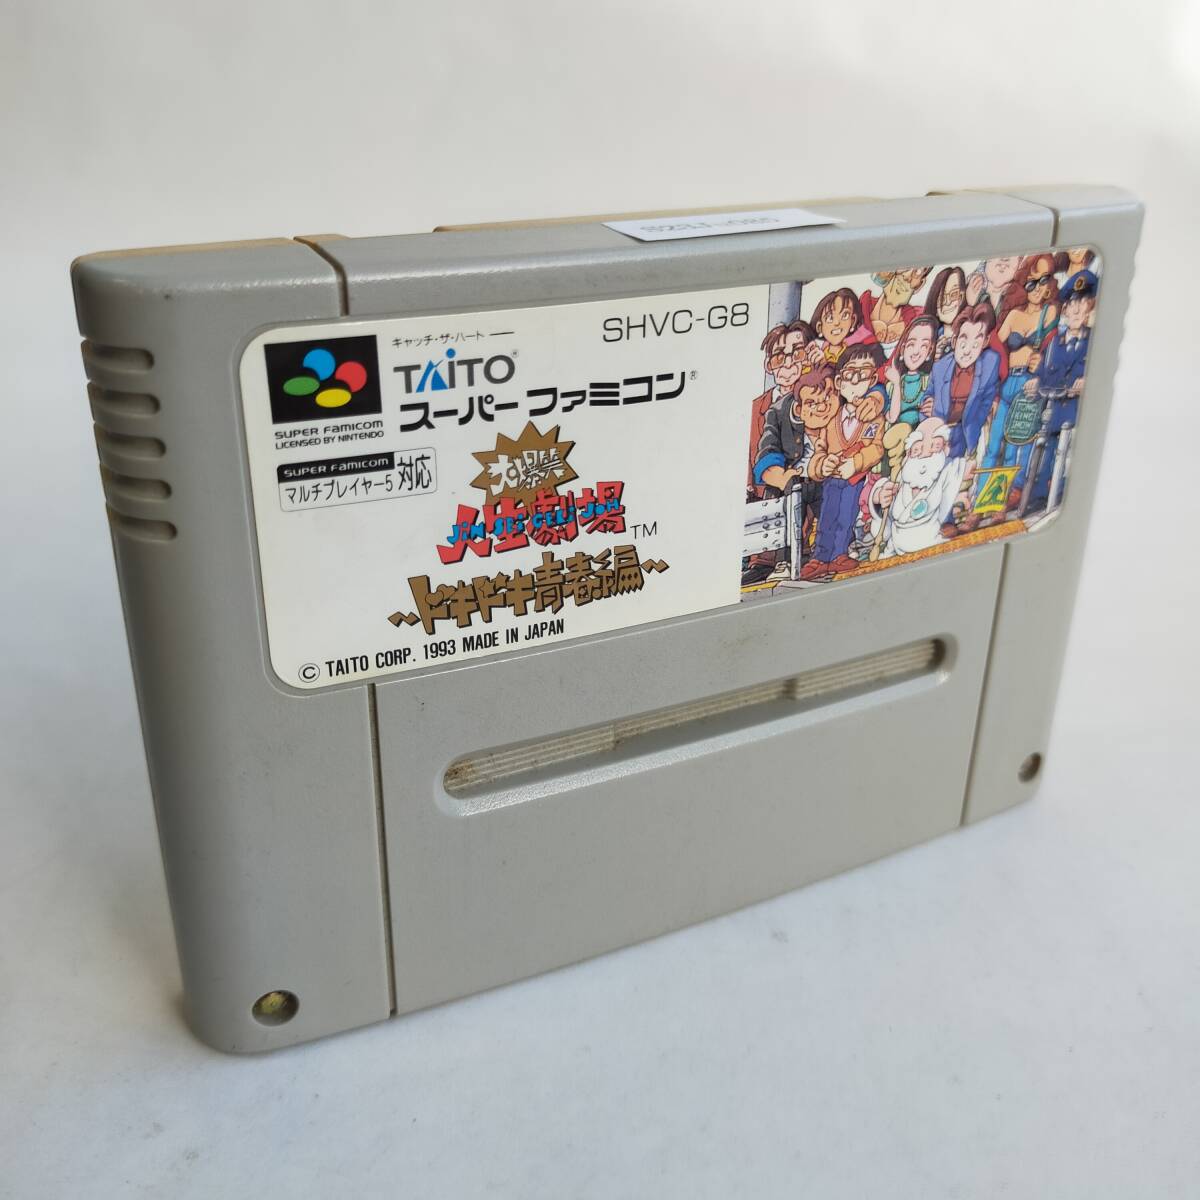 SHVC-G8
キャッチ・ザ・ハート
TAiTO®
スーパーファミコン®
SUPER FAMICOM
LICENSED BY NINTENDO
SUPER FAMICOM
マルチプレイヤー5 対応
大爆笑
人生劇場
JiN SEi GEKi JOH
TM
～ドキドキ青春編～
© TAITO CORP. 1993 MADE IN JAPAN